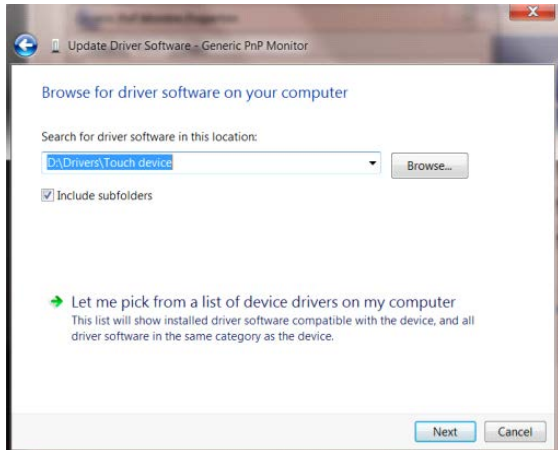 Update Driver Software - Generic PnP Monitor
Browse for driver software on your computer
Search for driver software in this location:
D:\Drivers\Touch device
Browse...
Include subfolders
Let me pick from a list of device drivers on my computer
This list will show installed driver software compatible with the device, and all
driver software in the same category as the device.
Next
Cancel